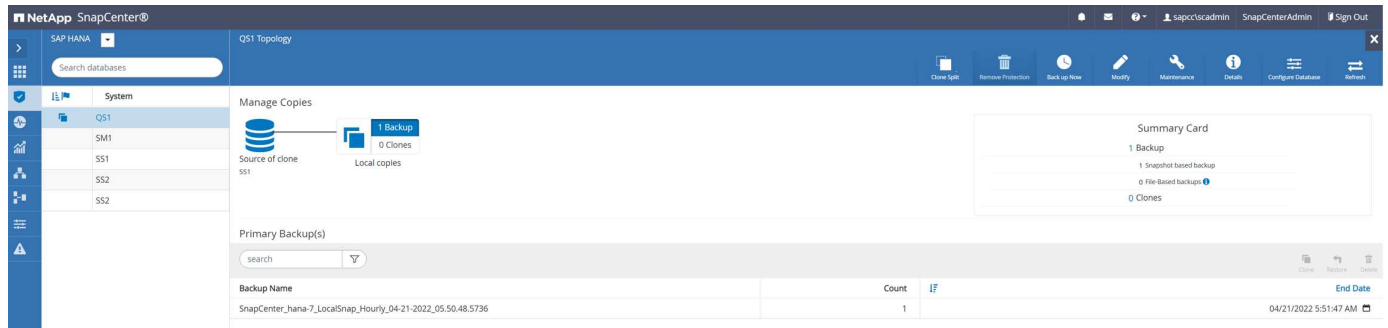 NetApp SnapCenter®
sapcc\scadmin SnapCenterAdmin Sign Out
SAP HANA
QS1 Topology
Search databases
Clone Split Remove Protection Back up Now Modify Maintenance Details Configure Database Refresh
System
QS1
SM1
SS1
SS2
SS2
Manage Copies
1 Backup
0 Clones
Source of clone
SS1
Local copies
Summary Card
1 Backup
1 Snapshot based backup
0 File-Based backups
0 Clones
Primary Backup(s)
search
Clone Restore Delete
Backup Name Count End Date
SnapCenter_hana-7_LocalSnap_Hourly_04-21-2022_05.50.48.5736 1 04/21/2022 5:51:47 AM